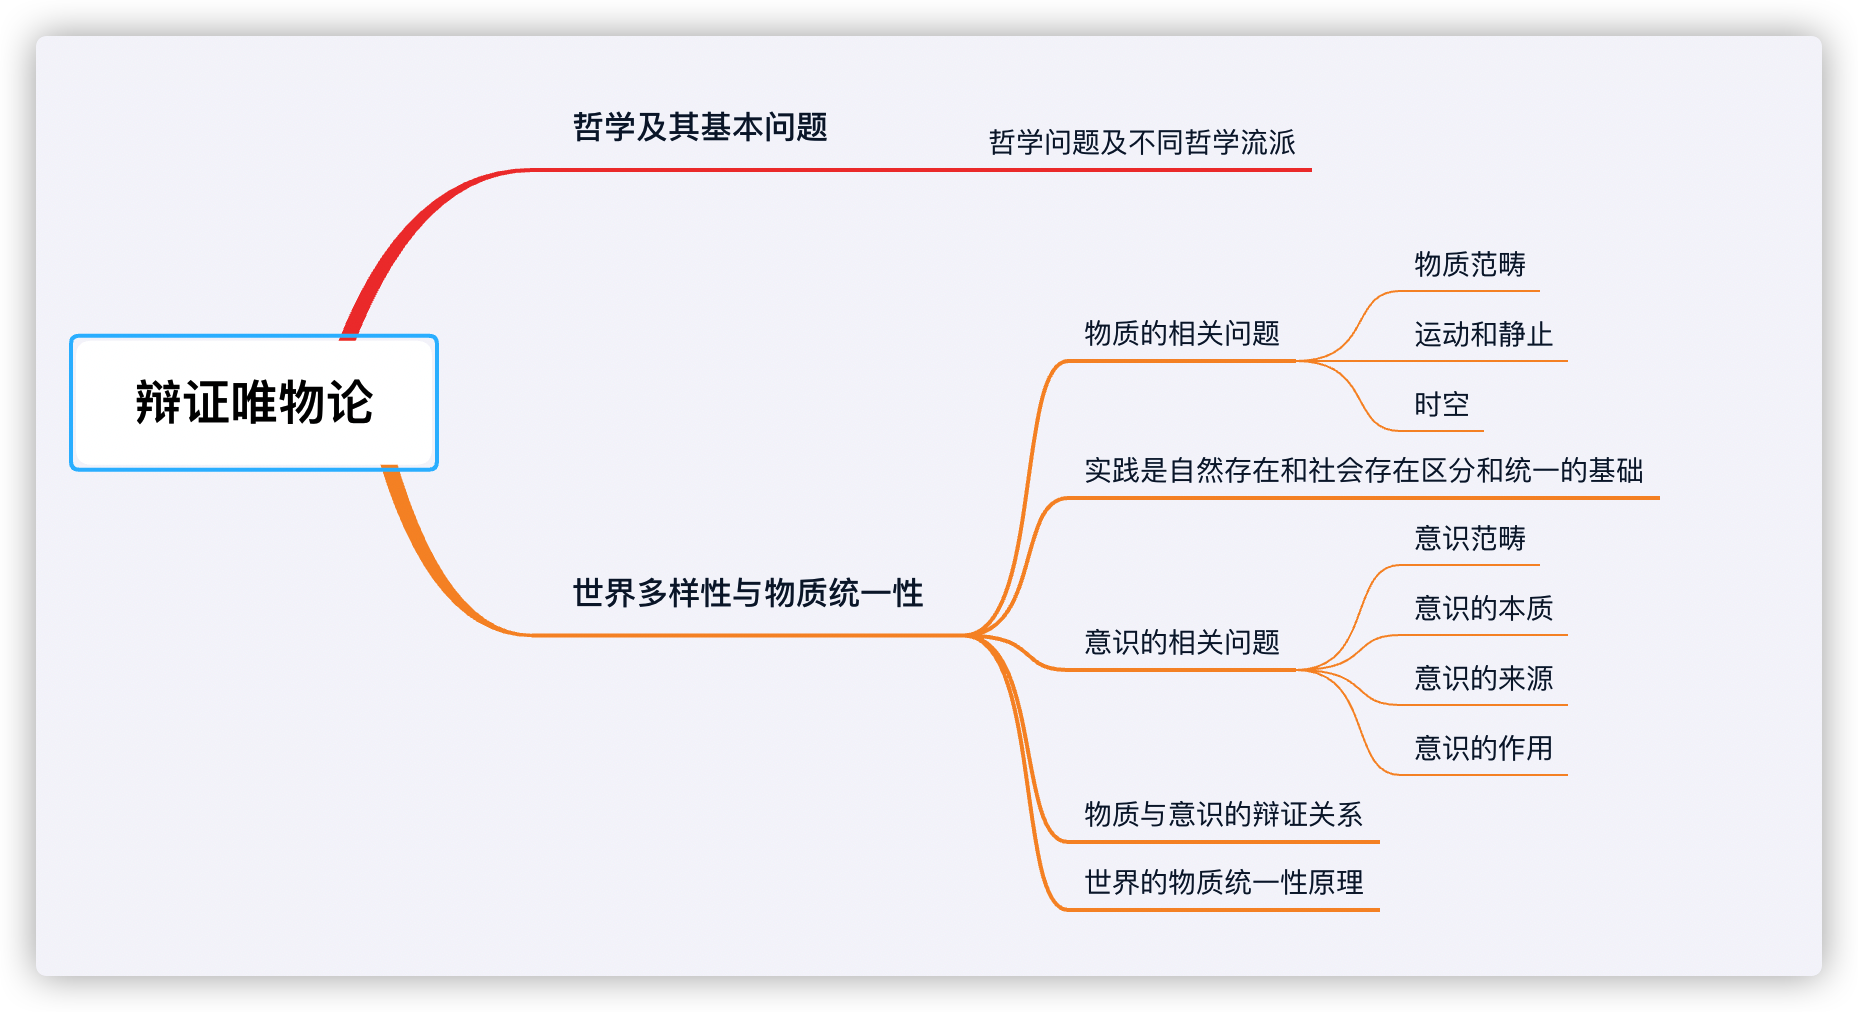 辩证唯物论
哲学及其基本问题
哲学问题及不同哲学流派
世界多样性与物质统一性
物质的相关问题
物质范畴
运动和静止
时空
实践是自然存在和社会存在区分和统一的基础
意识的相关问题
意识范畴
意识的本质
意识的来源
意识的作用
物质与意识的辩证关系
世界的物质统一性原理